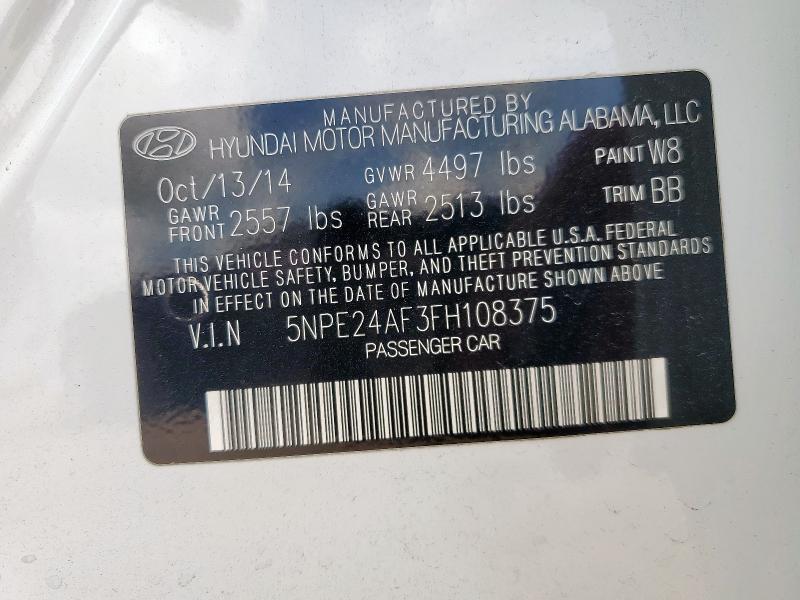 MANUFACTURED BY
HYUNDAI MOTOR MANUFACTURING ALABAMA, LLC
Oct/13/14 GVWR 4497 lbs PAINT W8
GAWR FRONT 2557 lbs GAWR REAR 2513 lbs TRIM BB
THIS VEHICLE CONFORMS TO ALL APPLICABLE U.S.A. FEDERAL
MOTOR VEHICLE SAFETY, BUMPER, AND THEFT PREVENTION STANDARDS
IN EFFECT ON THE DATE OF MANUFACTURE SHOWN ABOVE
V.I.N 5NPE24AF3FH108375
PASSENGER CAR